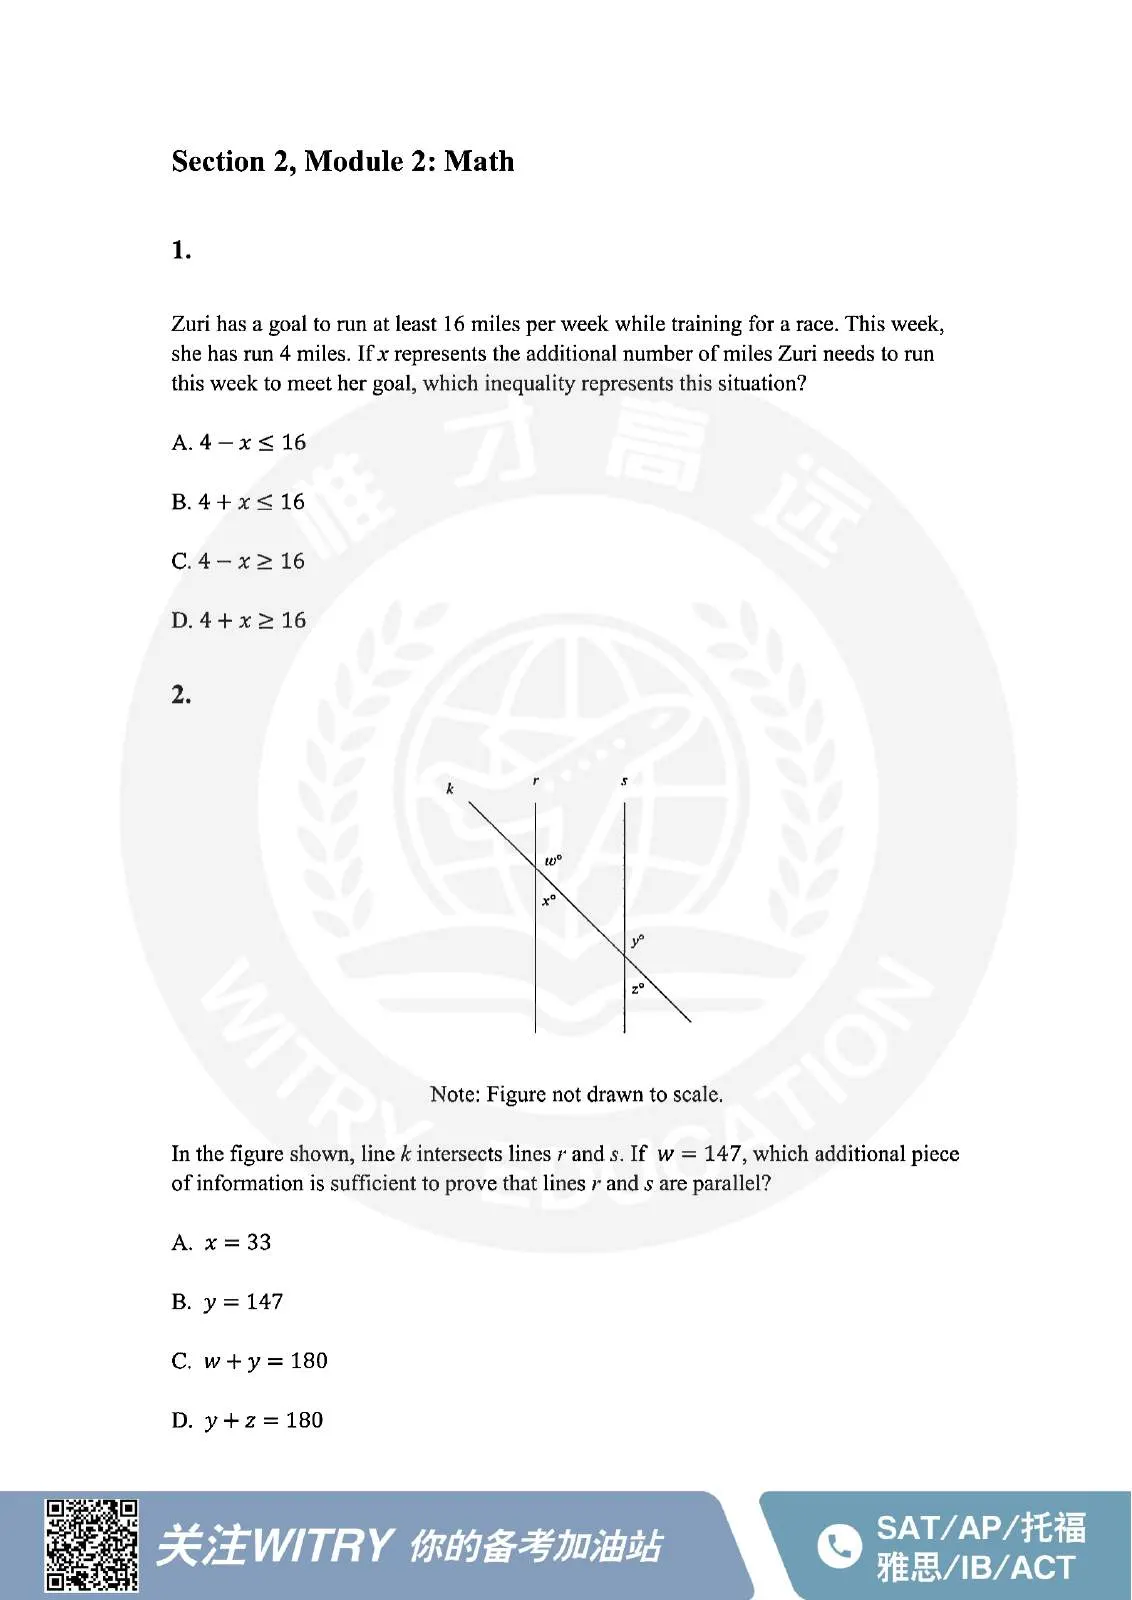 Section 2, Module 2: Math
1.
Zuri has a goal to run at least 16 miles per week while training for a race. This week,
she has run 4 miles. If x represents the additional number of miles Zuri needs to run
this week to meet her goal, which inequality represents this situation?
A. 4 − x ≤ 16
B. 4 + x ≤ 16
C. 4 − x ≥ 16
D. 4 + x ≥ 16
2.
k r s
w°
x°
y°
z°
Note: Figure not drawn to scale.
In the figure shown, line k intersects lines r and s. If w = 147, which additional piece
of information is sufficient to prove that lines r and s are parallel?
A. x = 33
B. y = 147
C. w + y = 180
D. y + z = 180
惟才高远
WITRY EDUCATION
关注WITRY 你的备考加油站
SAT/AP/托福
雅思/IB/ACT